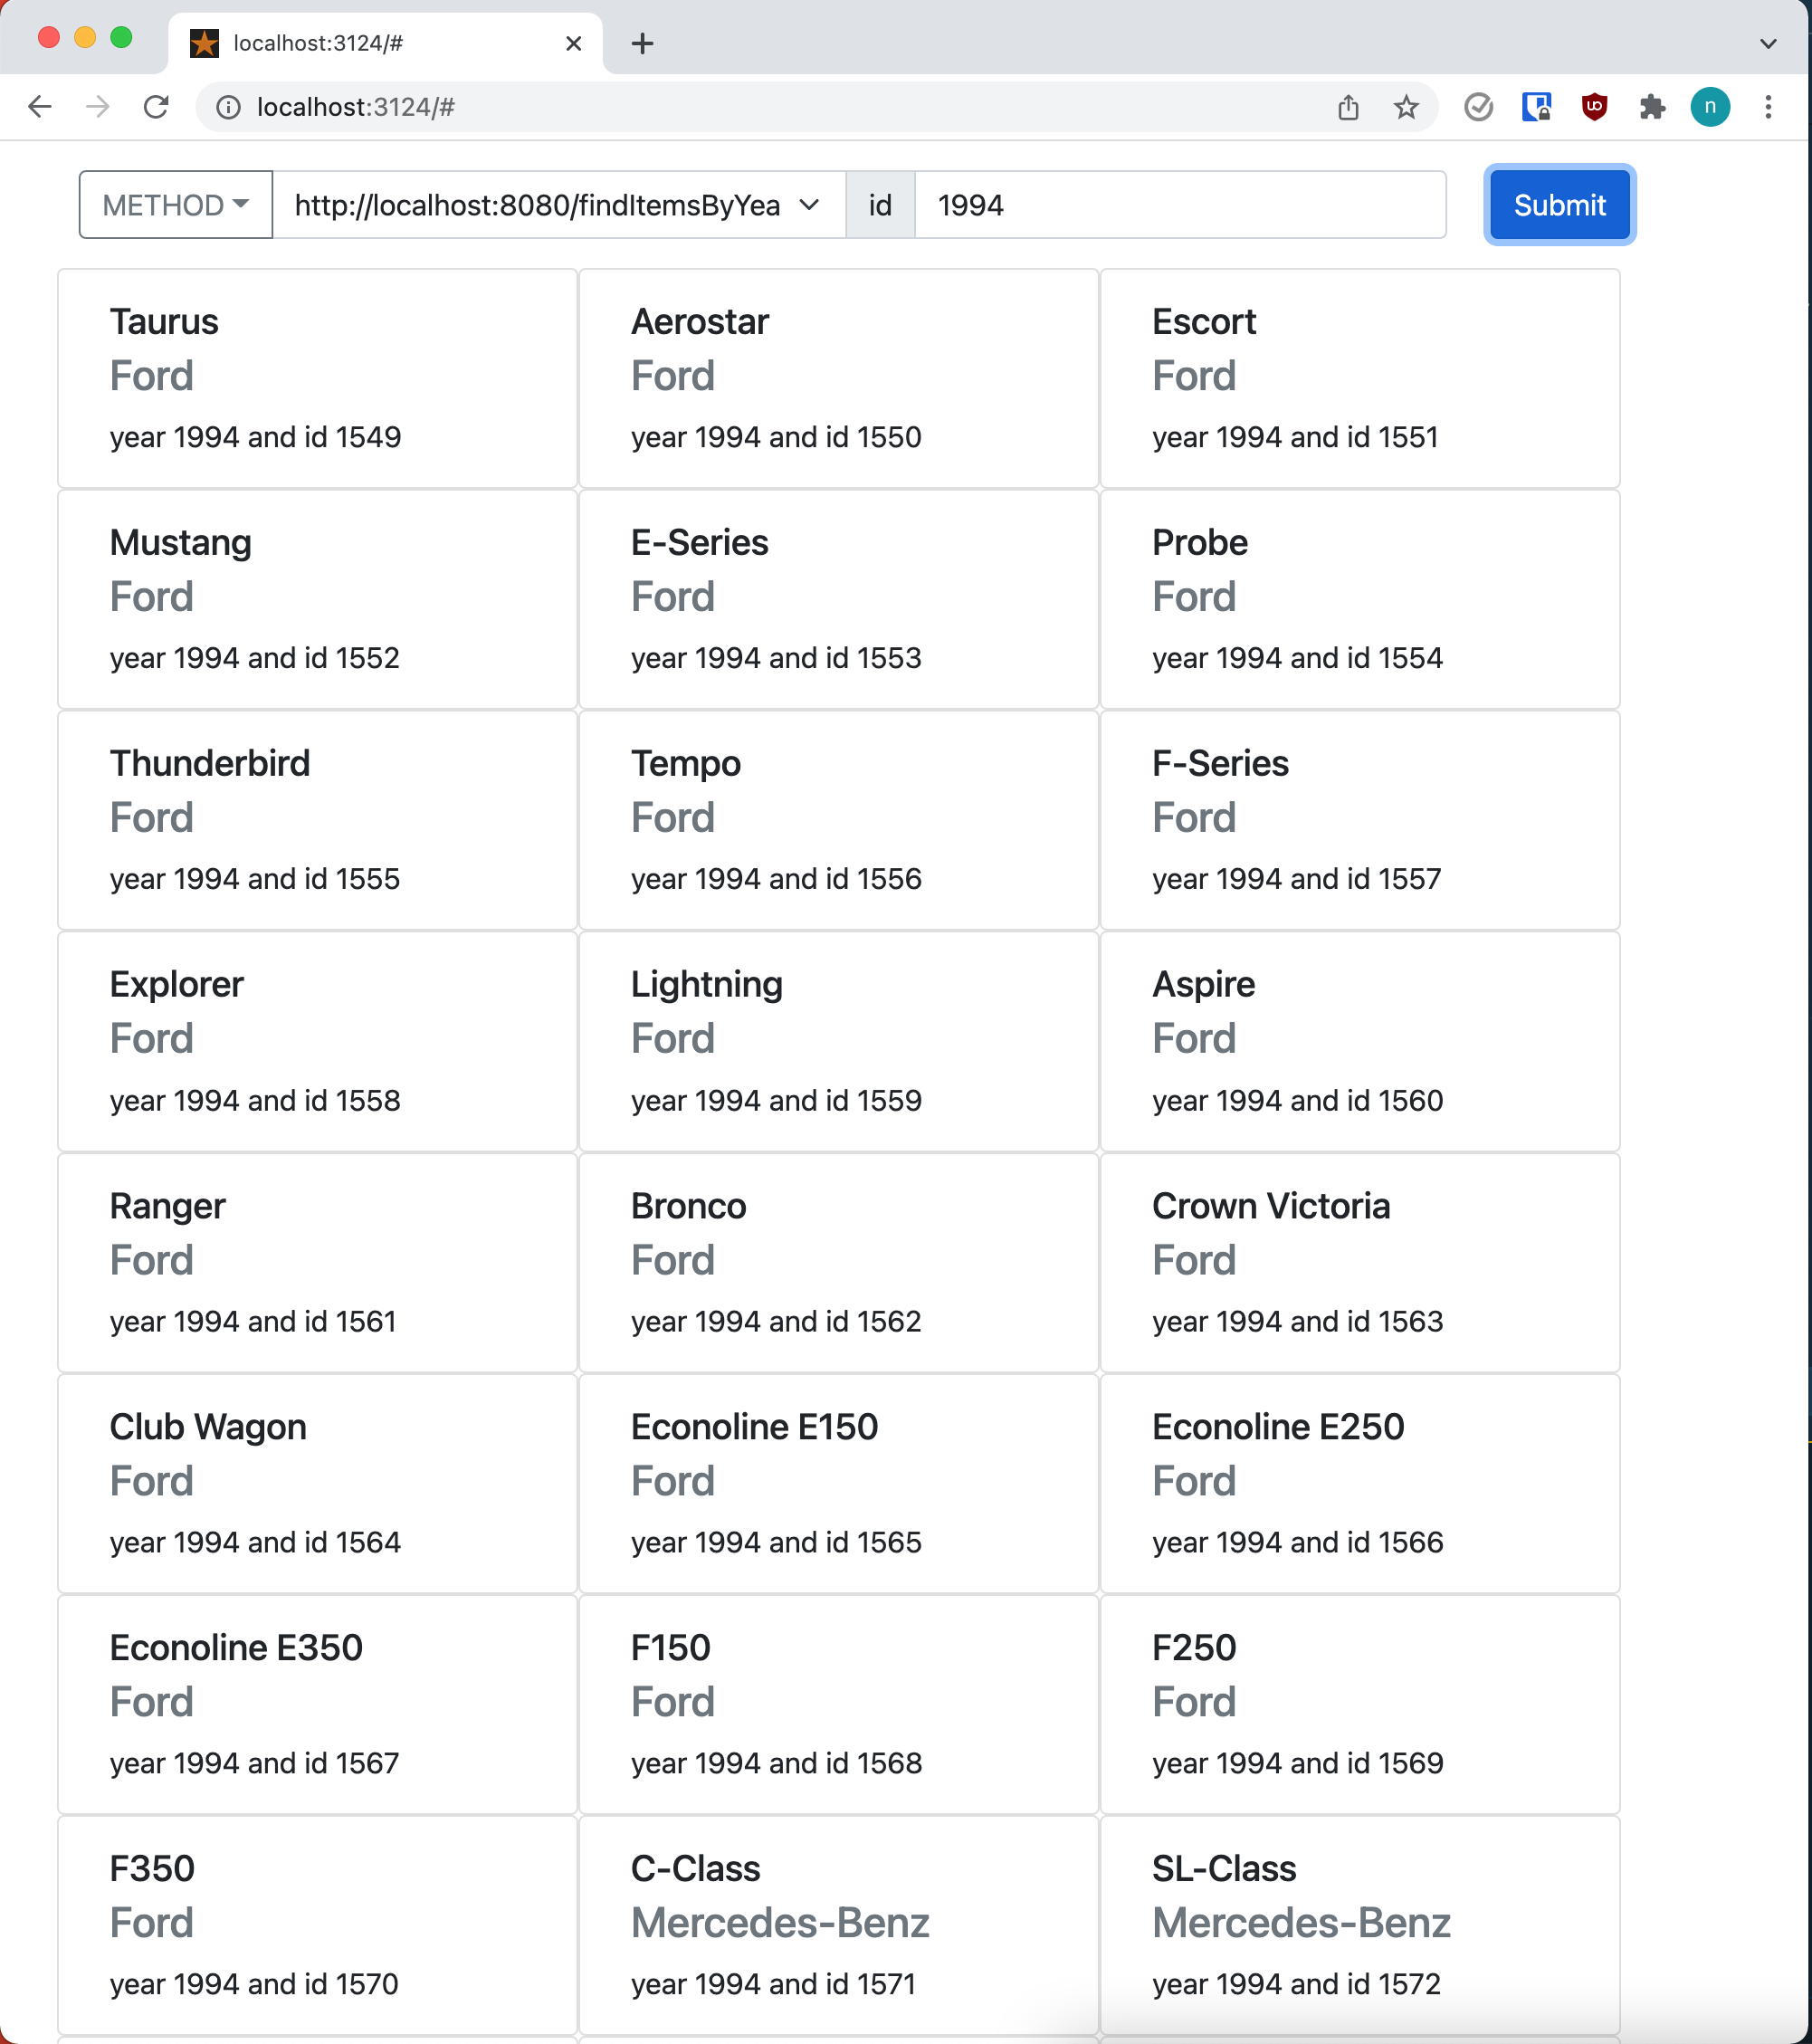 localhost:3124/#
localhost:3124/#
n
METHOD http://localhost:8080/findItemsByYea id 1994 Submit
Taurus Aerostar Escort
Ford Ford Ford
year 1994 and id 1549 year 1994 and id 1550 year 1994 and id 1551
Mustang E-Series Probe
Ford Ford Ford
year 1994 and id 1552 year 1994 and id 1553 year 1994 and id 1554
Thunderbird Tempo F-Series
Ford Ford Ford
year 1994 and id 1555 year 1994 and id 1556 year 1994 and id 1557
Explorer Lightning Aspire
Ford Ford Ford
year 1994 and id 1558 year 1994 and id 1559 year 1994 and id 1560
Ranger Bronco Crown Victoria
Ford Ford Ford
year 1994 and id 1561 year 1994 and id 1562 year 1994 and id 1563
Club Wagon Econoline E150 Econoline E250
Ford Ford Ford
year 1994 and id 1564 year 1994 and id 1565 year 1994 and id 1566
Econoline E350 F150 F250
Ford Ford Ford
year 1994 and id 1567 year 1994 and id 1568 year 1994 and id 1569
F350 C-Class SL-Class
Ford Mercedes-Benz Mercedes-Benz
year 1994 and id 1570 year 1994 and id 1571 year 1994 and id 1572